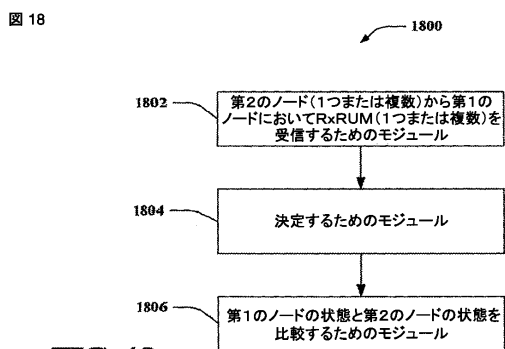 図 18
1800
1802
第2のノード(1つまたは複数)から第1の
ノードにおいてRxRUM(1つまたは複数)を
受信するためのモジュール
1804
決定するためのモジュール
1806
第1のノードの状態と第2のノードの状態を
比較するためのモジュール